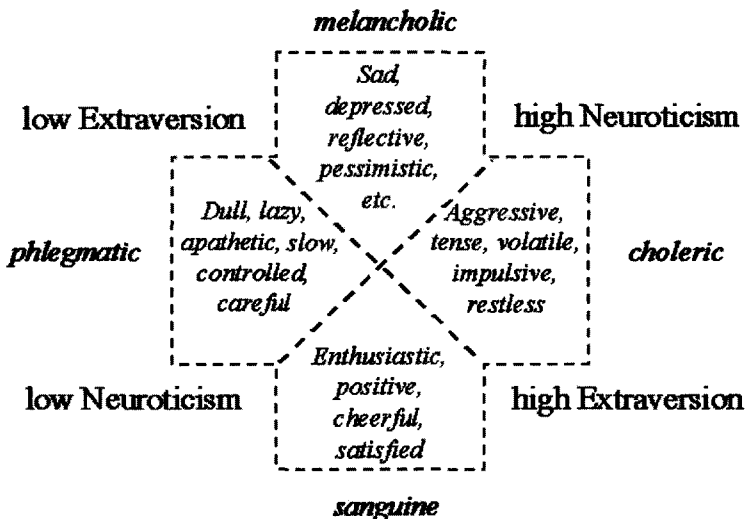 melancholic
Sad,
depressed,
reflective,
pessimistic,
etc.
low Extraversion
high Neuroticism
phlegmatic
Dull, lazy,
apathetic, slow,
controlled,
careful
Aggressive,
tense, volatile,
impulsive,
restless
choleric
low Neuroticism
Enthusiastic,
positive,
cheerful,
satisfied
high Extraversion
sanguine